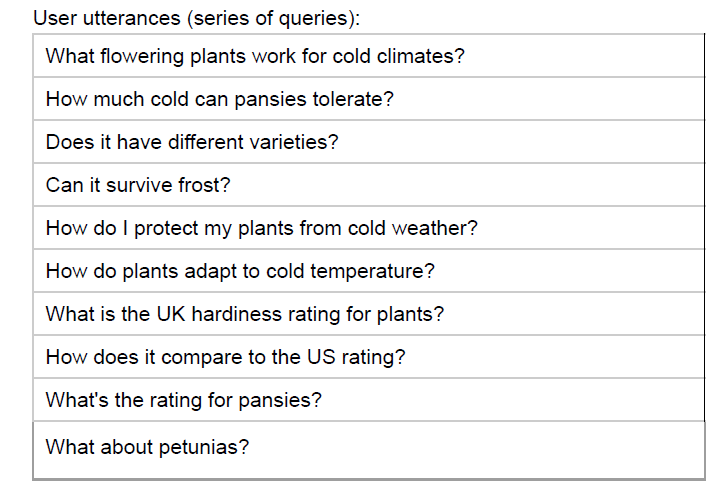 User utterances (series of queries):
What flowering plants work for cold climates?
How much cold can pansies tolerate?
Does it have different varieties?
Can it survive frost?
How do I protect my plants from cold weather?
How do plants adapt to cold temperature?
What is the UK hardiness rating for plants?
How does it compare to the US rating?
What's the rating for pansies?
What about petunias?